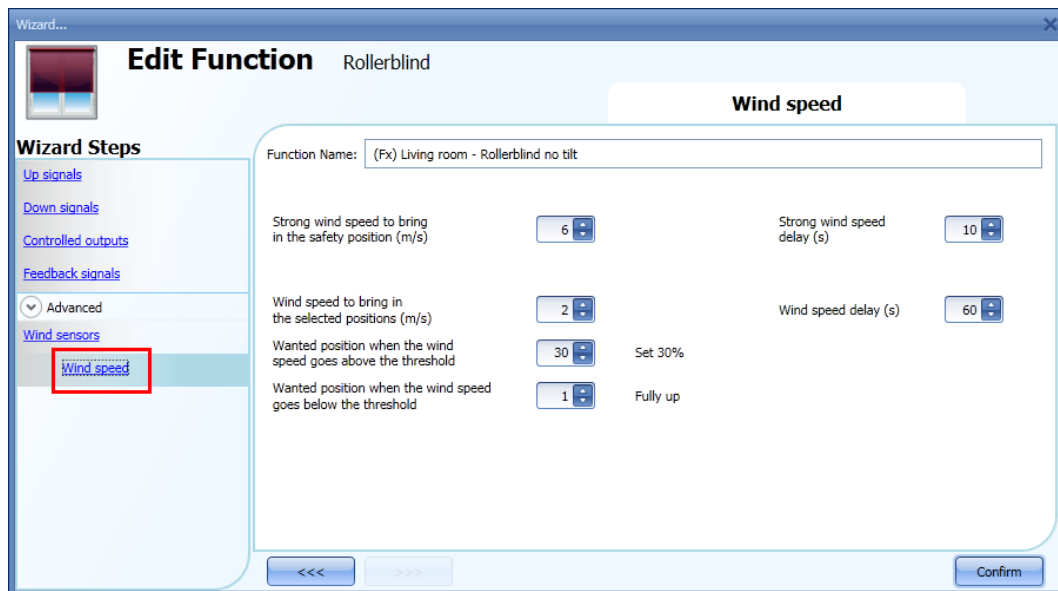 Wizard...
Edit Function Rollerblind
Wind speed
Wizard Steps
Up signals
Down signals
Controlled outputs
Feedback signals
Advanced
Wind sensors
Wind speed
Function Name: (Fx) Living room - Rollerblind no tilt
Strong wind speed to bring
in the safety position (m/s)
6
Strong wind speed
delay (s)
10
Wind speed to bring in
the selected positions (m/s)
2
Wind speed delay (s)
60
Wanted position when the wind
speed goes above the threshold
30
Set 30%
Wanted position when the wind speed
goes below the threshold
1
Fully up
<<<
>>>
Confirm